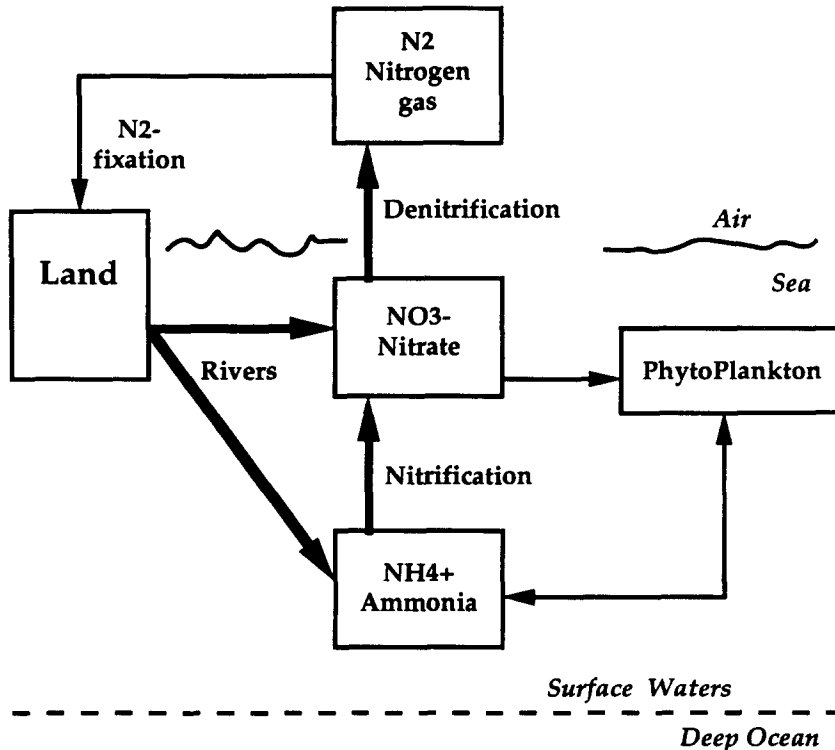 N2
Nitrogen
gas
N2-
fixation
Denitrification
Air
Land
Sea
NO3-
Nitrate
Rivers
PhytoPlankton
Nitrification
NH4+
Ammonia
Surface Waters
Deep Ocean